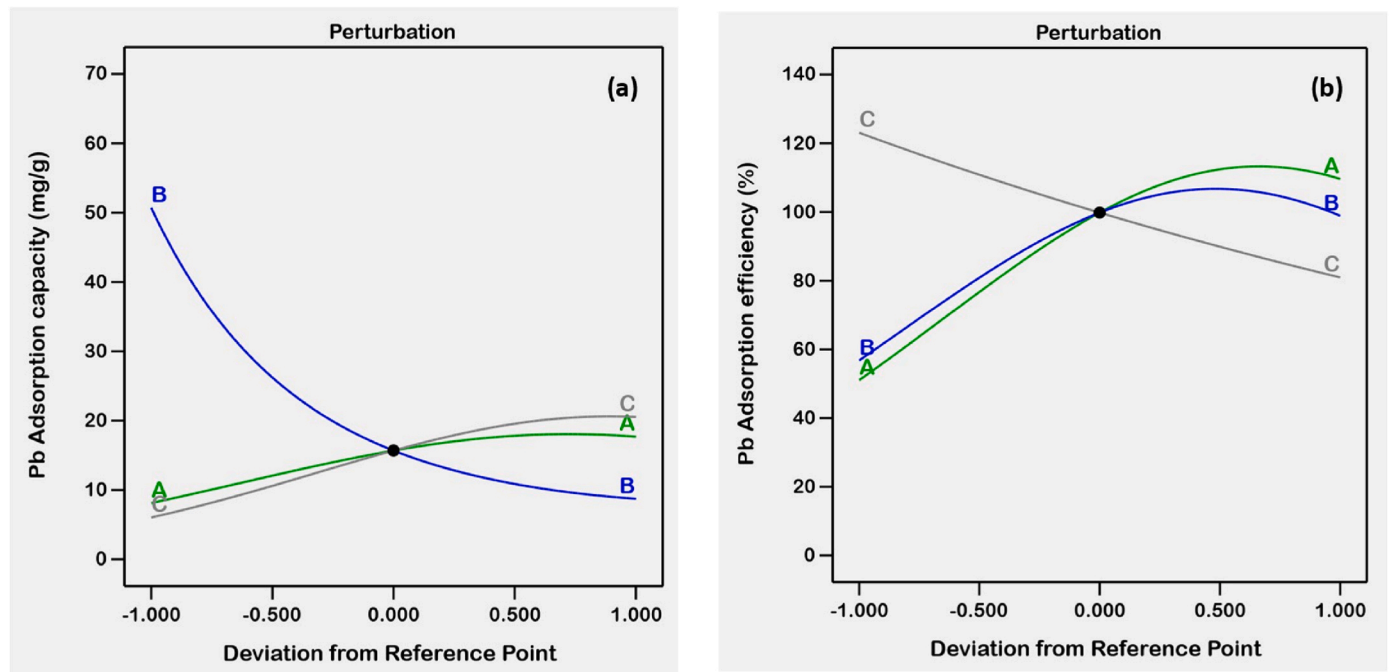 Perturbation
(a)
Pb Adsorption capacity (mg/g)
70
60
50
40
30
20
10
0
B
A
C
C
A
B
-1.000 -0.500 0.000 0.500 1.000
Deviation from Reference Point
Perturbation
(b)
Pb Adsorption efficiency (%)
140
120
100
80
60
40
20
0
C
B
A
A
B
C
-1.000 -0.500 0.000 0.500 1.000
Deviation from Reference Point